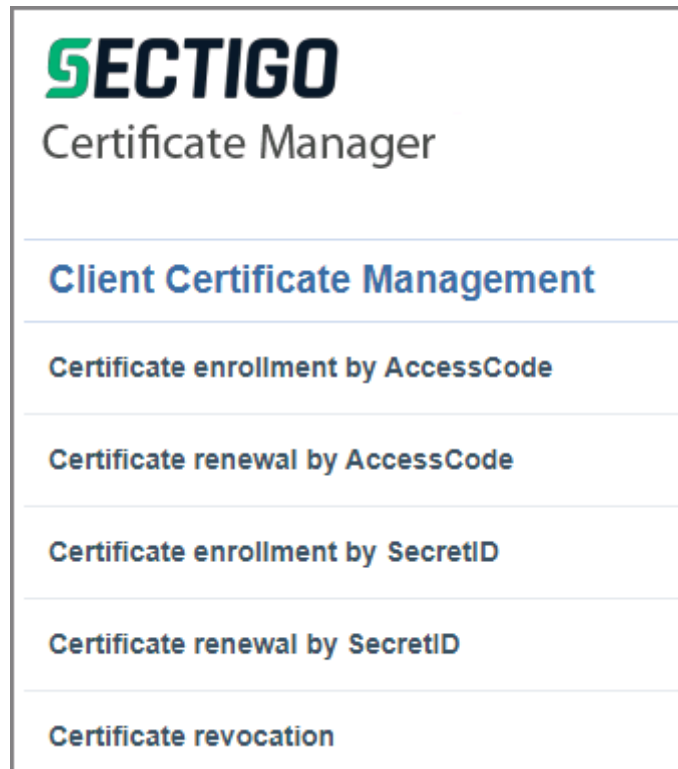 SECTIGO
Certificate Manager
Client Certificate Management
Certificate enrollment by AccessCode
Certificate renewal by AccessCode
Certificate enrollment by SecretID
Certificate renewal by SecretID
Certificate revocation